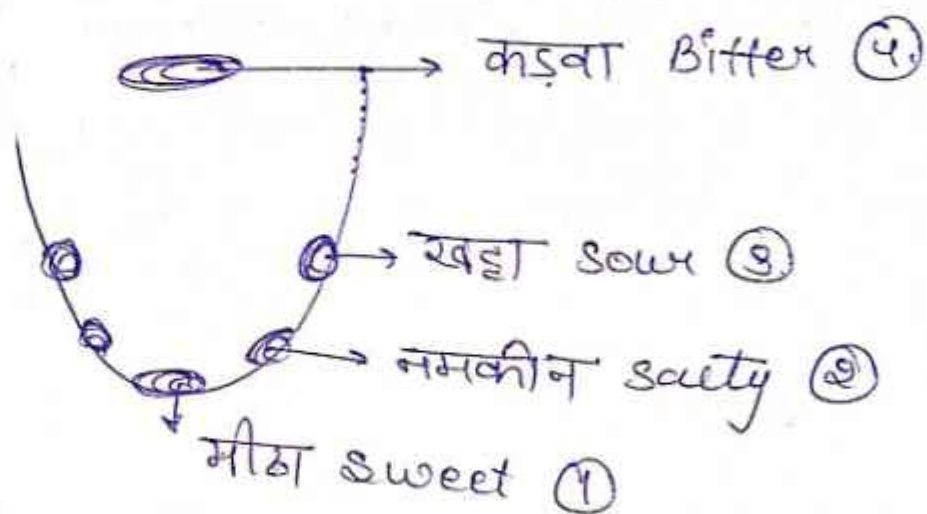 कड़वा Bitter ④.
खट्टा sour ③
नमकीन salty ②
मीठा sweet ①